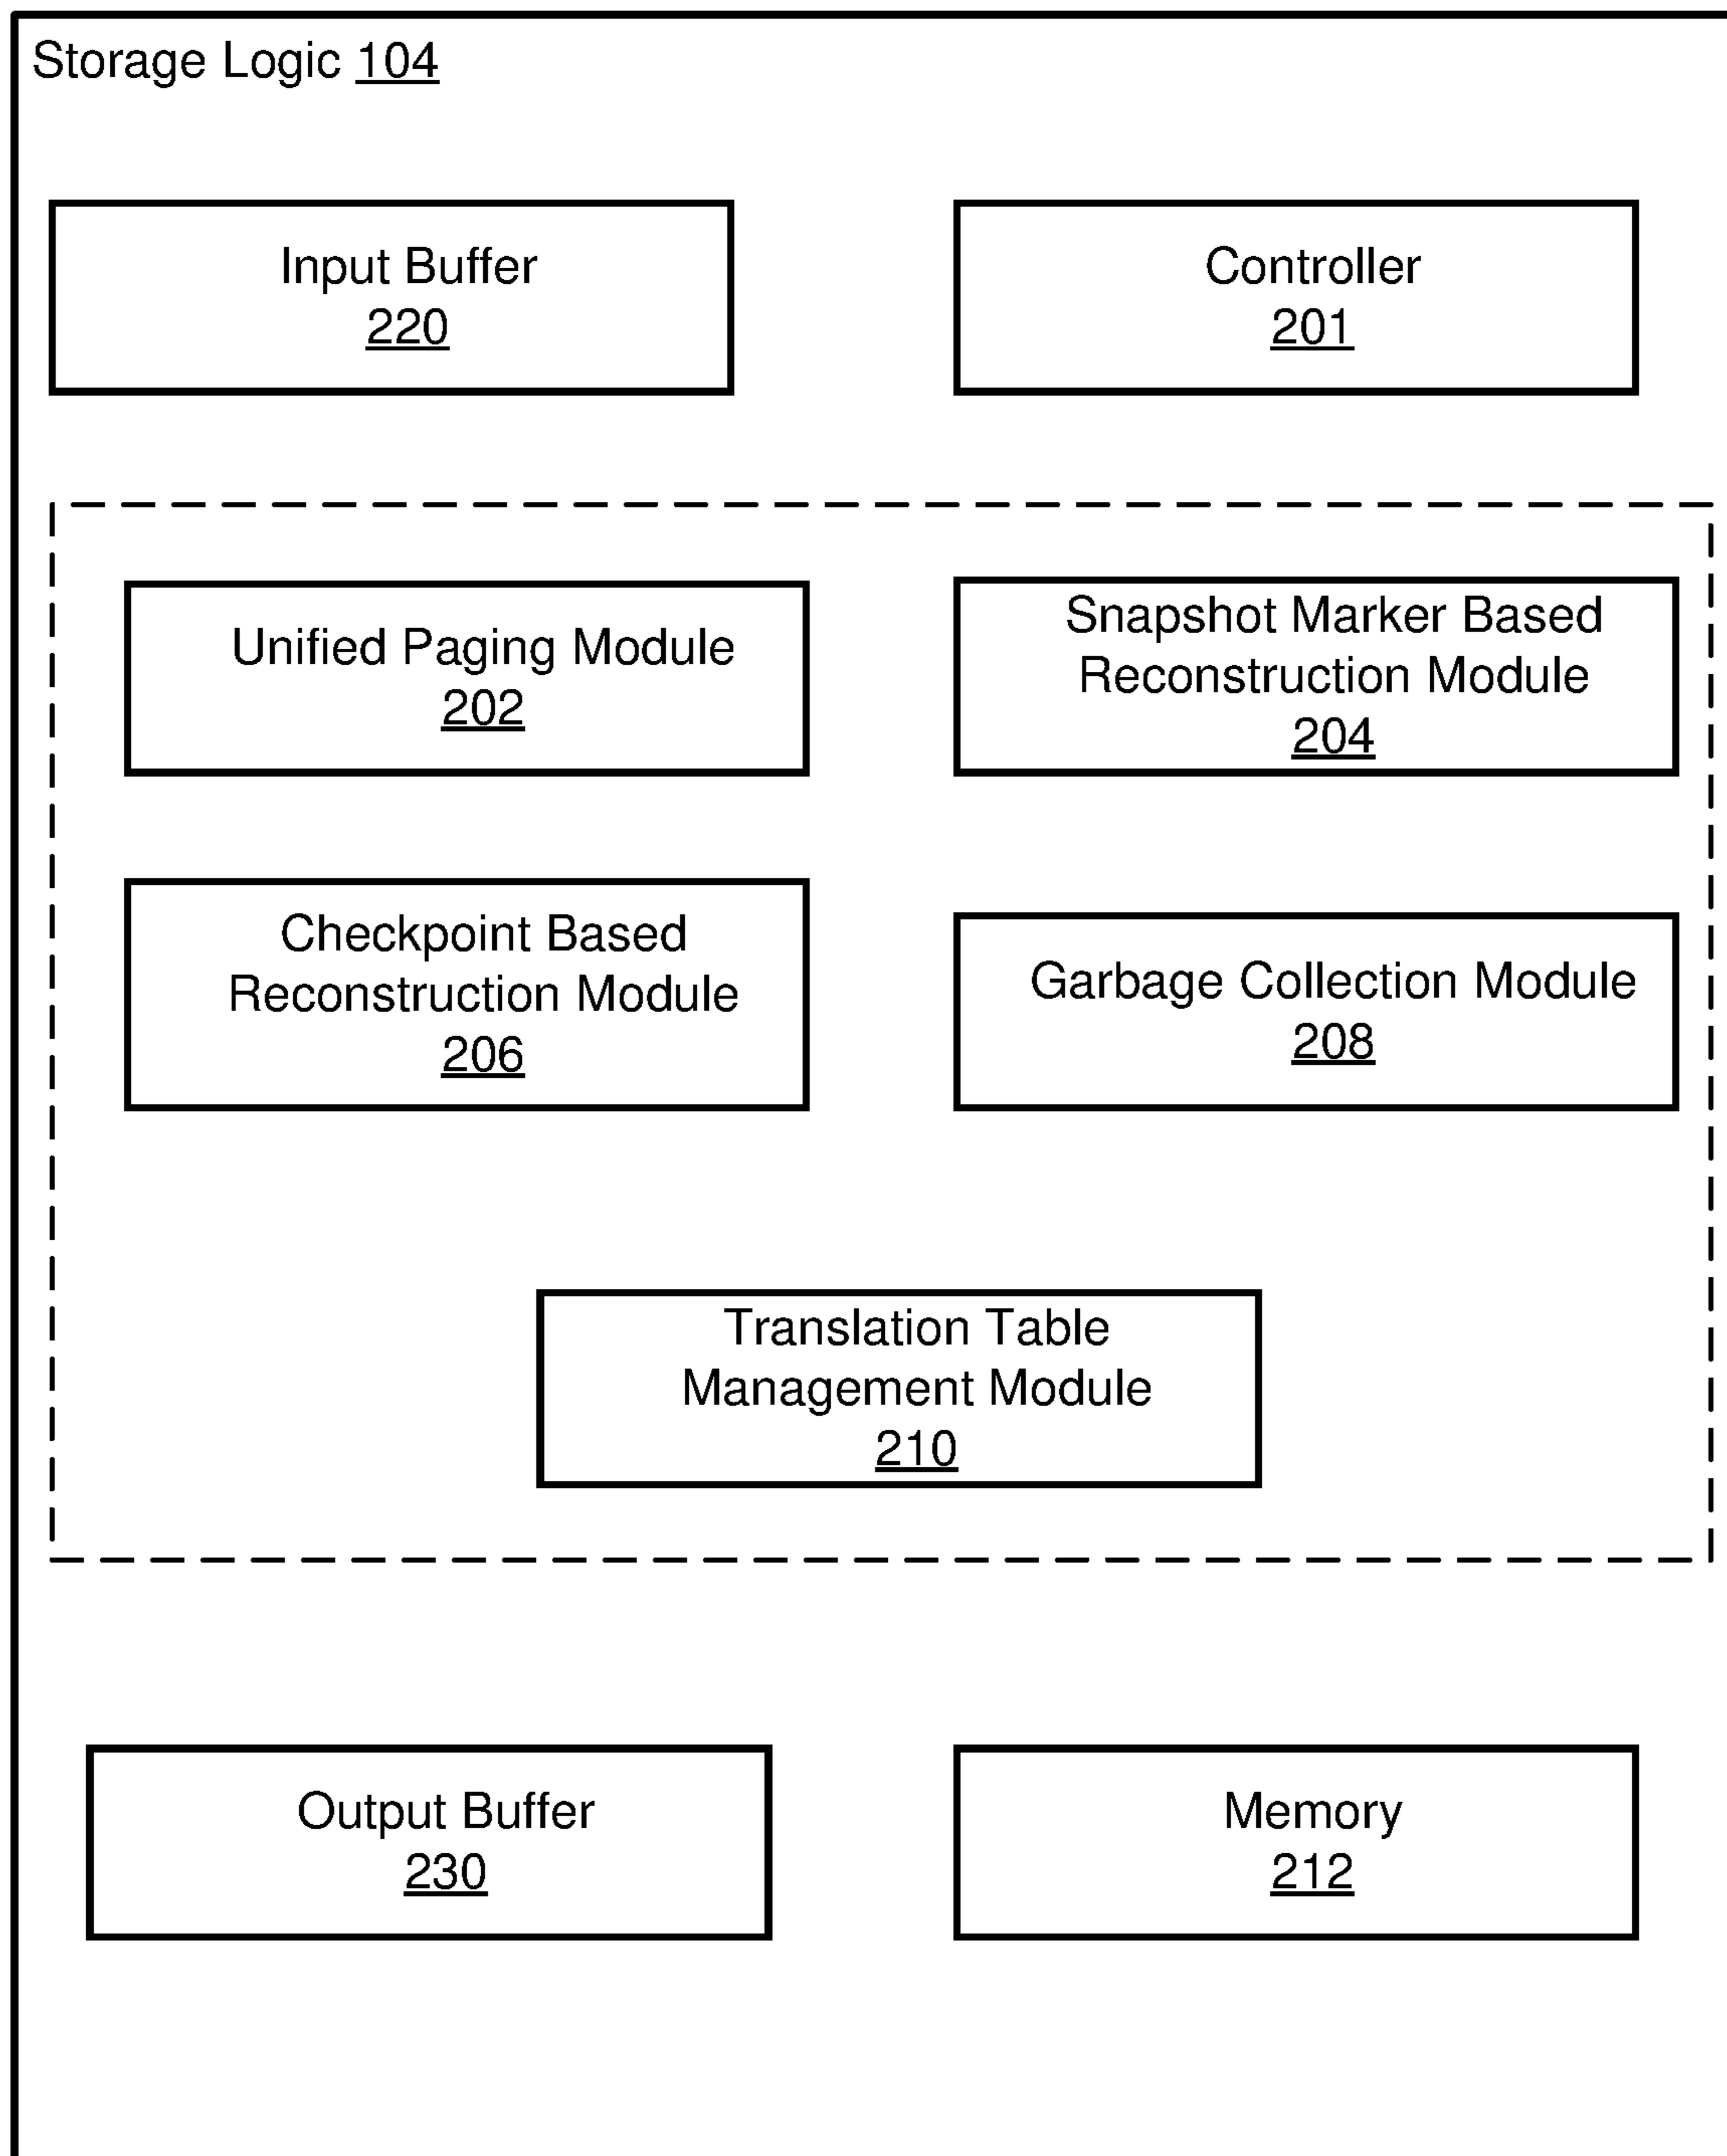 Storage Logic 104
Input Buffer
220
Controller
201
Unified Paging Module
202
Snapshot Marker Based
Reconstruction Module
204
Checkpoint Based
Reconstruction Module
206
Garbage Collection Module
208
Translation Table
Management Module
210
Output Buffer
230
Memory
212